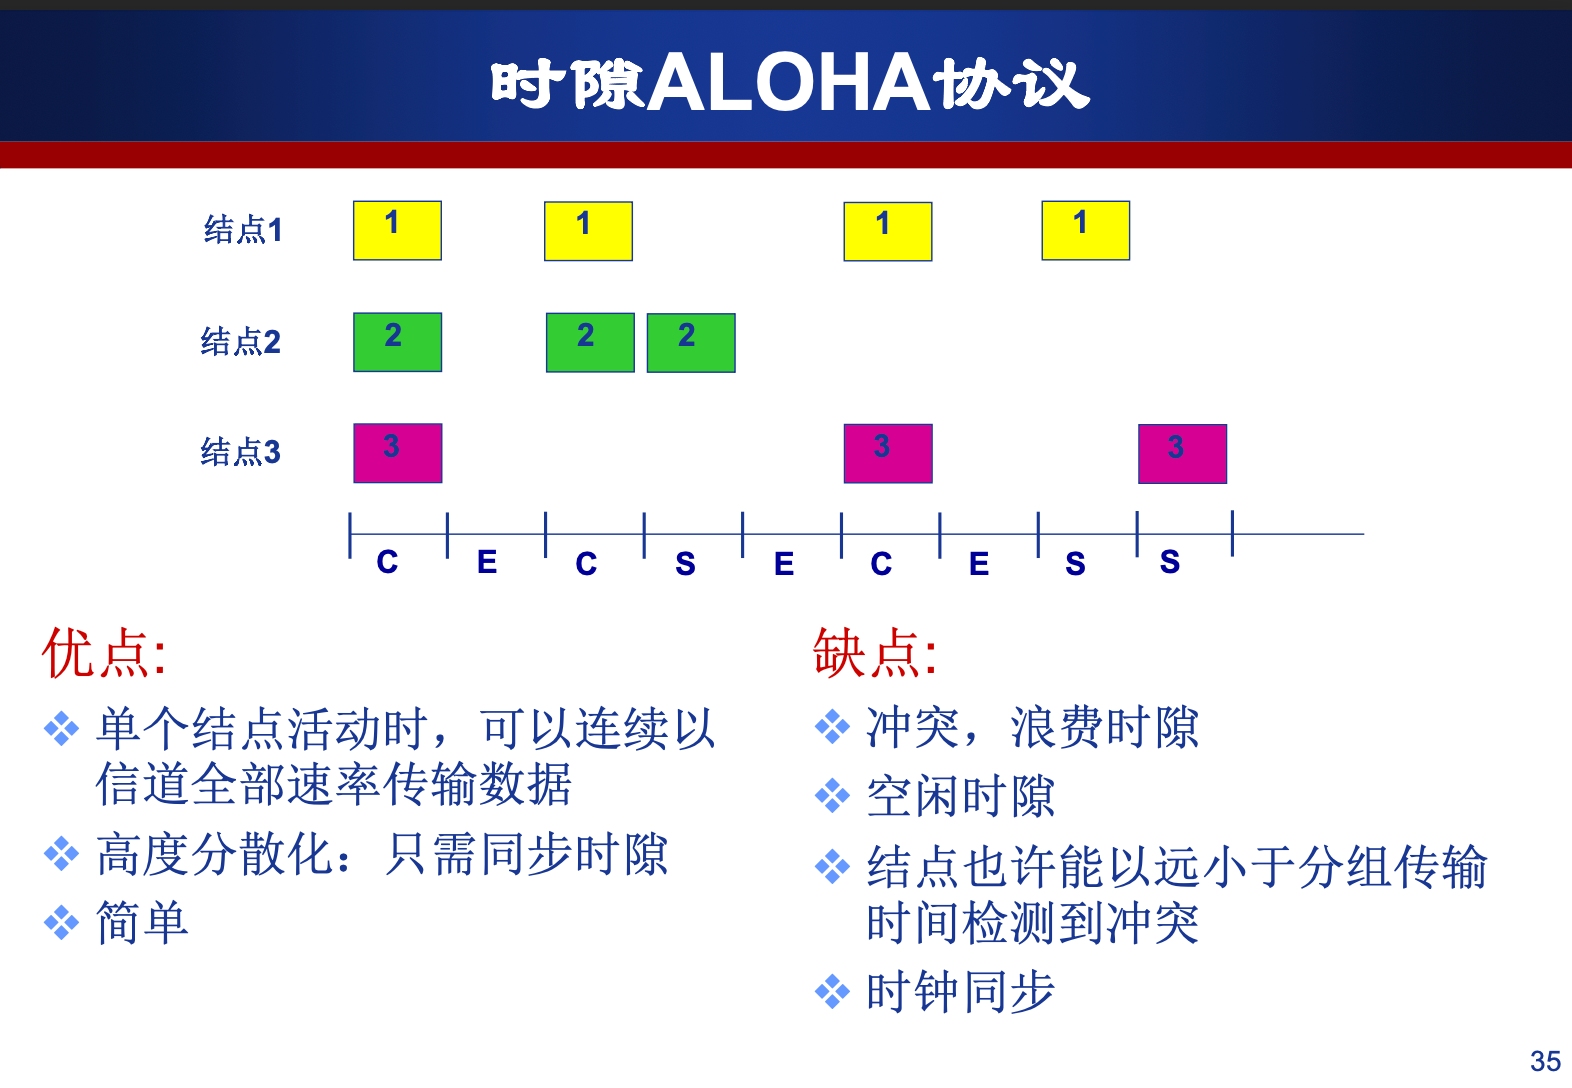 时隙ALOHA协议
结点1 1 1 1 1
结点2 2 2 2
结点3 3 3 3
C E C S E C E S S
优点:
单个结点活动时，可以连续以
信道全部速率传输数据
高度分散化：只需同步时隙
简单
缺点:
冲突，浪费时隙
空闲时隙
结点也许能以远小于分组传输
时间检测到冲突
时钟同步
35